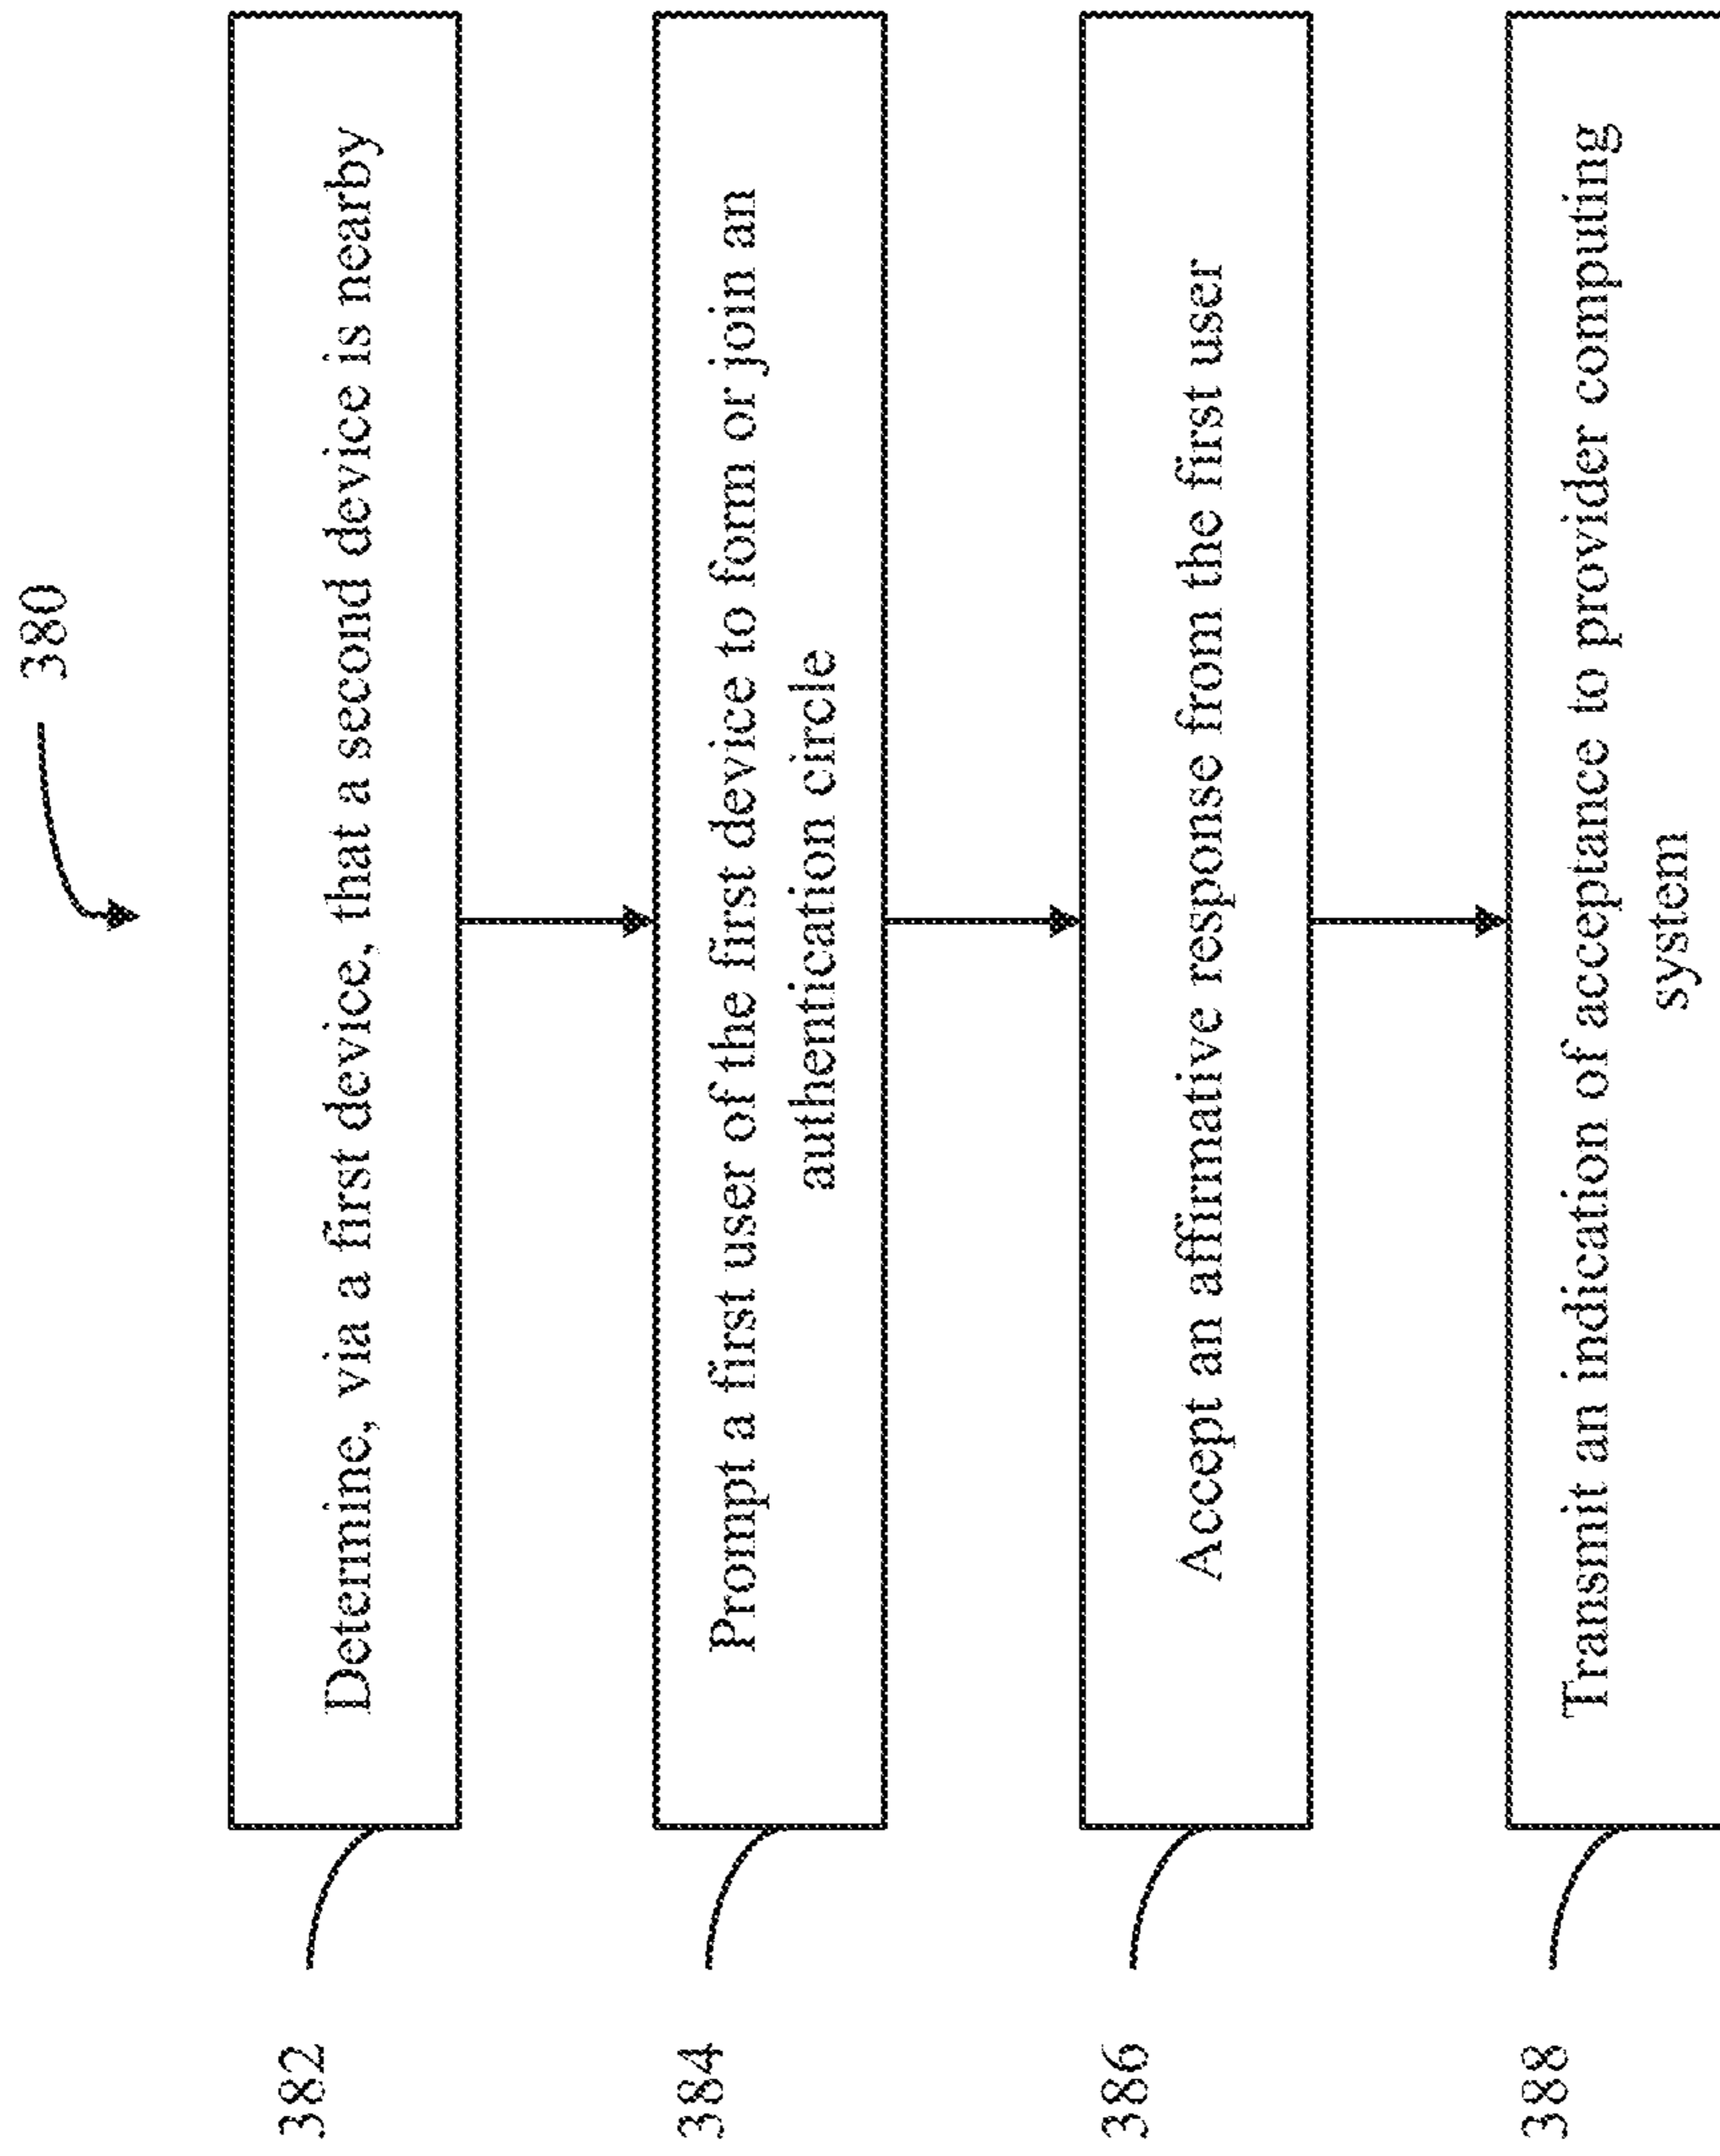 380
382
Determine, via a first device, that a second device is nearby
384
Prompt a first user of the first device to form or join an
authentication circle
386
Accept an affirmative response from the first user
388
Transmit an indication of acceptance to provider computing
system